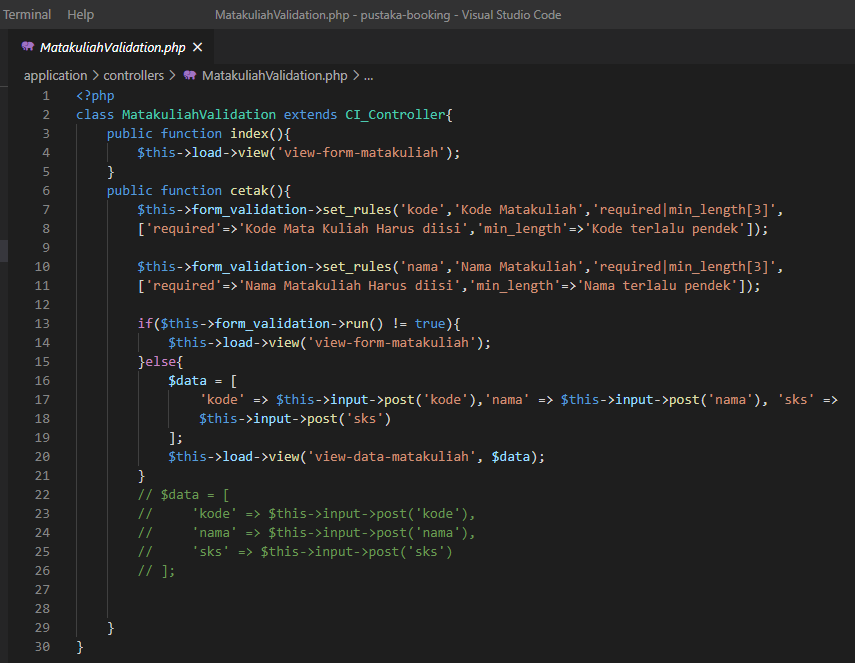 Terminal Help MatakuliahValidation.php - pustaka-booking - Visual Studio Code
MatakuliahValidation.php ×
application > controllers > MatakuliahValidation.php > ...
1 <?php
2 class MatakuliahValidation extends CI_Controller{
3     public function index(){
4         $this->load->view('view-form-matakuliah');
5     }
6     public function cetak(){
7         $this->form_validation->set_rules('kode','Kode Matakuliah','required|min_length[3]',
8         ['required'=>'Kode Mata Kuliah Harus diisi','min_length'=>'Kode terlalu pendek']);
9
10         $this->form_validation->set_rules('nama','Nama Matakuliah','required|min_length[3]',
11         ['required'=>'Nama Matakuliah Harus diisi','min_length'=>'Nama terlalu pendek']);
12
13         if($this->form_validation->run() != true){
14             $this->load->view('view-form-matakuliah');
15         }else{
16             $data = [
17                 'kode' => $this->input->post('kode'),'nama' => $this->input->post('nama'), 'sks' =>
18                 $this->input->post('sks')
19             ];
20             $this->load->view('view-data-matakuliah', $data);
21         }
22         // $data = [
23         //     'kode' => $this->input->post('kode'),
24         //     'nama' => $this->input->post('nama'),
25         //     'sks' => $this->input->post('sks')
26         // ];
27
28
29     }
30 }